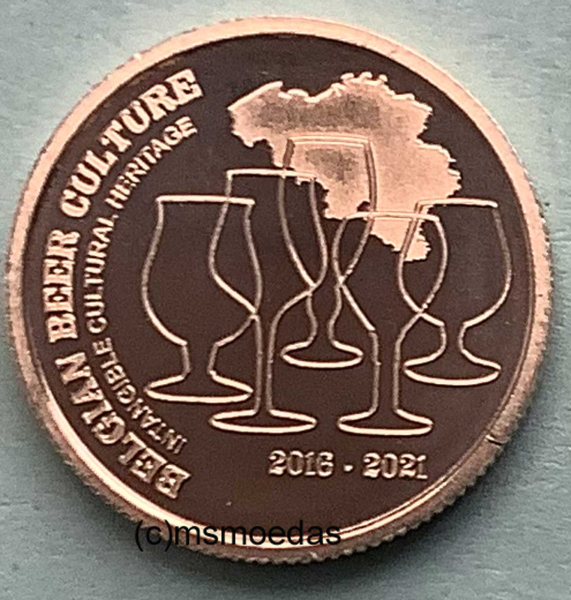 BELGIAN BEER CULTURE
INTANGIBLE CULTURAL HERITAGE
2016 - 2021
(c)msmoedas